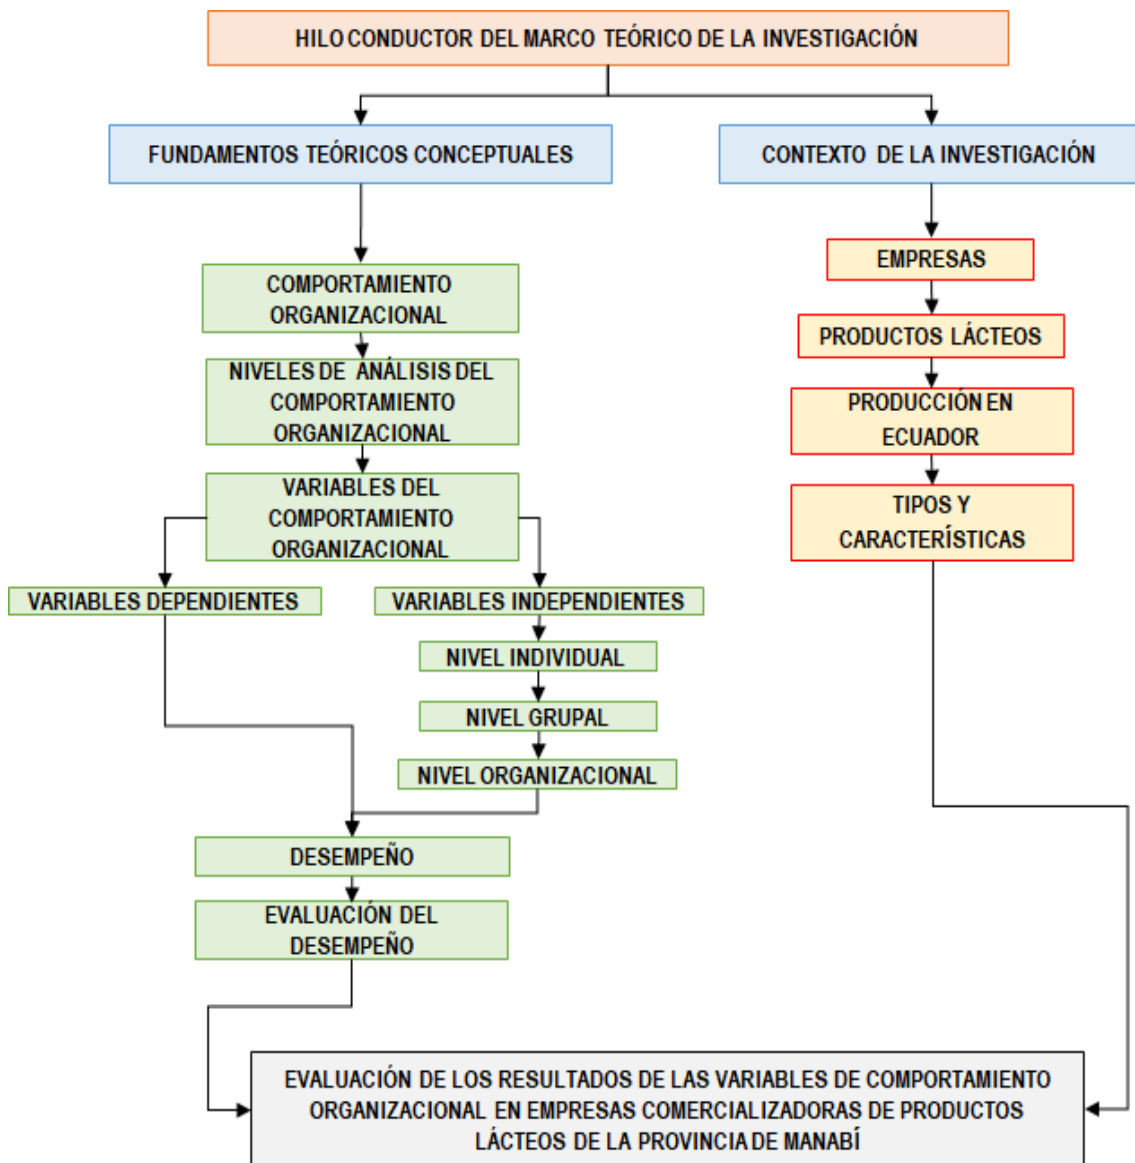 HILO CONDUCTOR DEL MARCO TEÓRICO DE LA INVESTIGACIÓN
FUNDAMENTOS TEÓRICOS CONCEPTUALES
COMPORTAMIENTO
ORGANIZACIONAL
NIVELES DE ANÁLISIS DEL
COMPORTAMIENTO
ORGANIZACIONAL
VARIABLES DEL
COMPORTAMIENTO
ORGANIZACIONAL
VARIABLES DEPENDIENTES
VARIABLES INDEPENDIENTES
NIVEL INDIVIDUAL
NIVEL GRUPAL
NIVEL ORGANIZACIONAL
DESEMPEÑO
EVALUACIÓN DEL
DESEMPEÑO
CONTEXTO DE LA INVESTIGACIÓN
EMPRESAS
PRODUCTOS LÁCTEOS
PRODUCCIÓN EN
ECUADOR
TIPOS Y
CARACTERÍSTICAS
EVALUACIÓN DE LOS RESULTADOS DE LAS VARIABLES DE COMPORTAMIENTO
ORGANIZACIONAL EN EMPRESAS COMERCIALIZADORAS DE PRODUCTOS
LÁCTEOS DE LA PROVINCIA DE MANABÍ